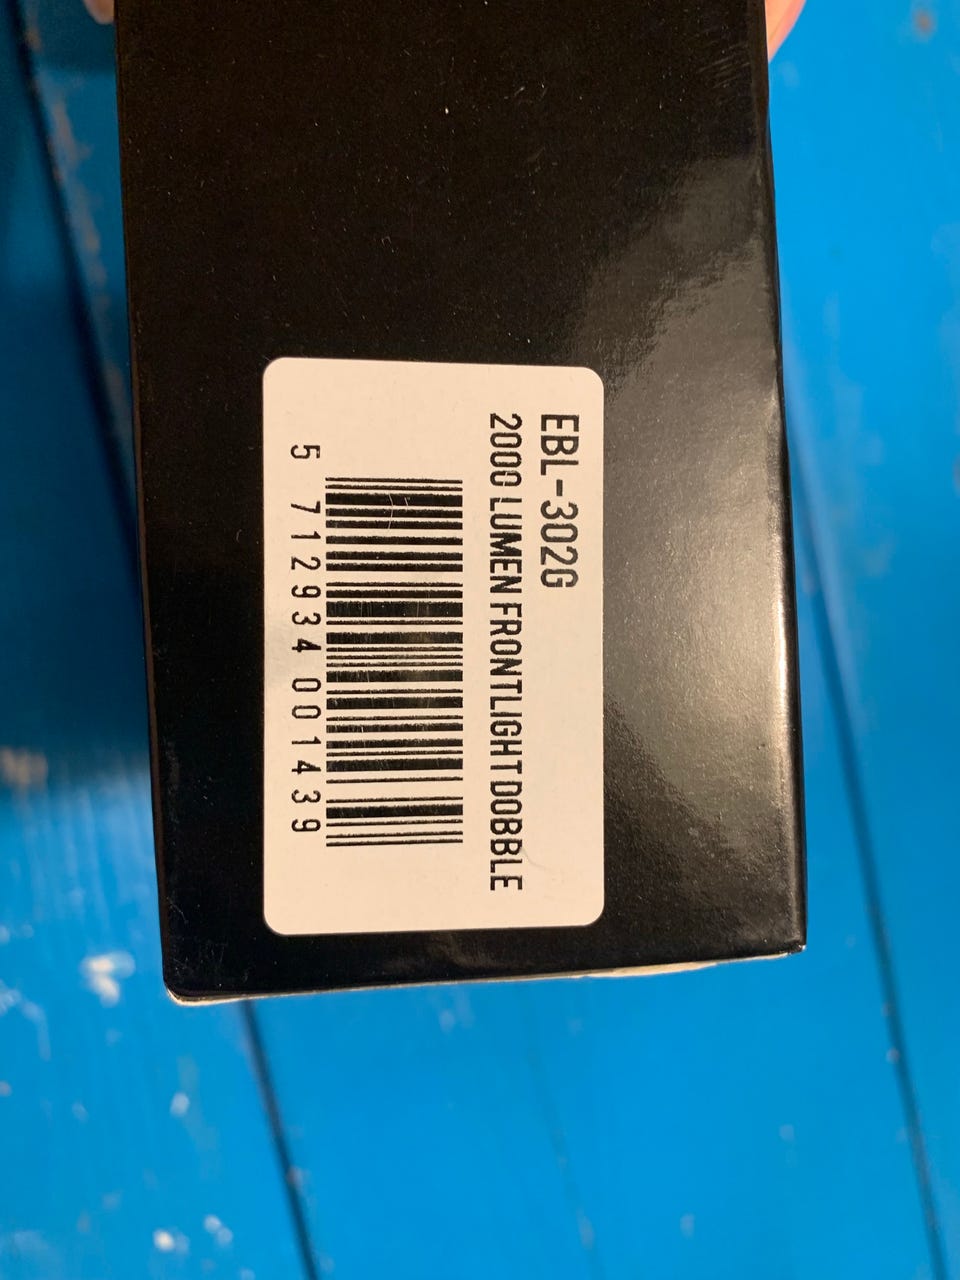 EBL-302G
2000 LUMEN FRONTLIGHT DOBBLE
5 712934 001439